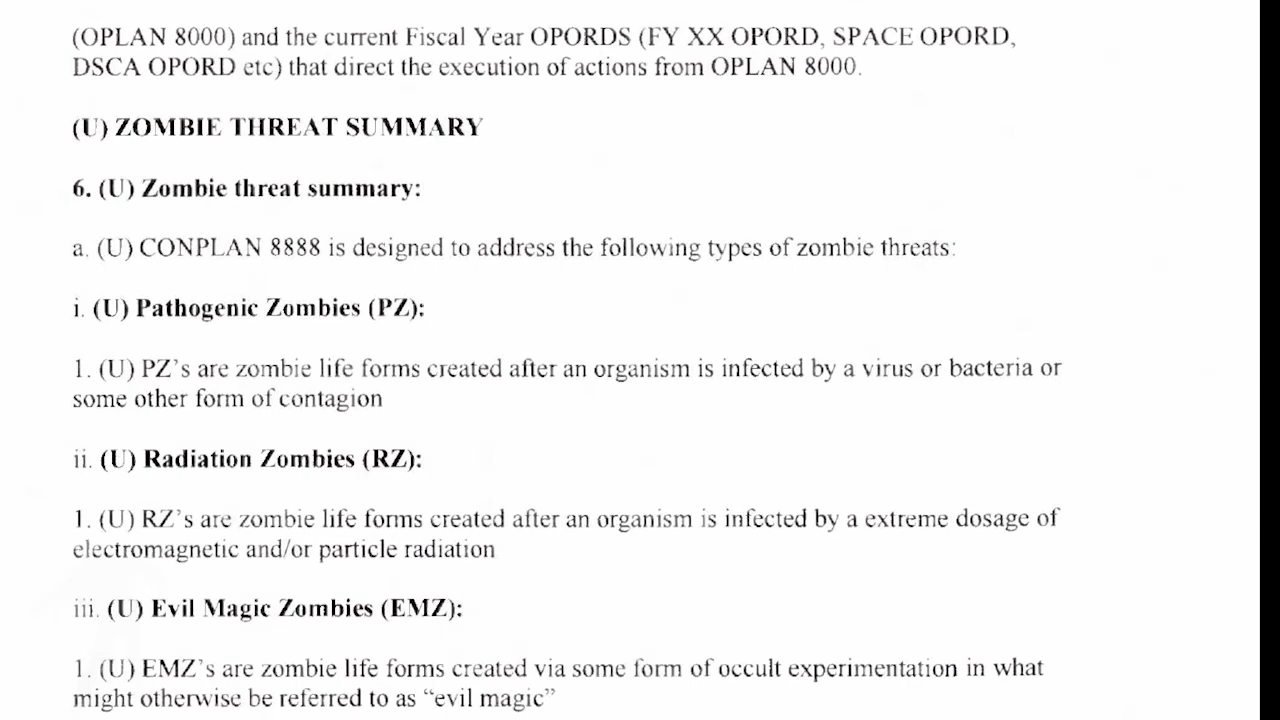 (OPLAN 8000) and the current Fiscal Year OPORDS (FY XX OPORD, SPACE OPORD,
DSCA OPORD etc) that direct the execution of actions from OPLAN 8000.
(U) ZOMBIE THREAT SUMMARY
6. (U) Zombie threat summary:
a. (U) CONPLAN 8888 is designed to address the following types of zombie threats:
i. (U) Pathogenic Zombies (PZ):
1. (U) PZ’s are zombie life forms created after an organism is infected by a virus or bacteria or
some other form of contagion
ii. (U) Radiation Zombies (RZ):
1. (U) RZ’s are zombie life forms created after an organism is infected by a extreme dosage of
electromagnetic and/or particle radiation
iii. (U) Evil Magic Zombies (EMZ):
1. (U) EMZ’s are zombie life forms created via some form of occult experimentation in what
might otherwise be referred to as “evil magic”